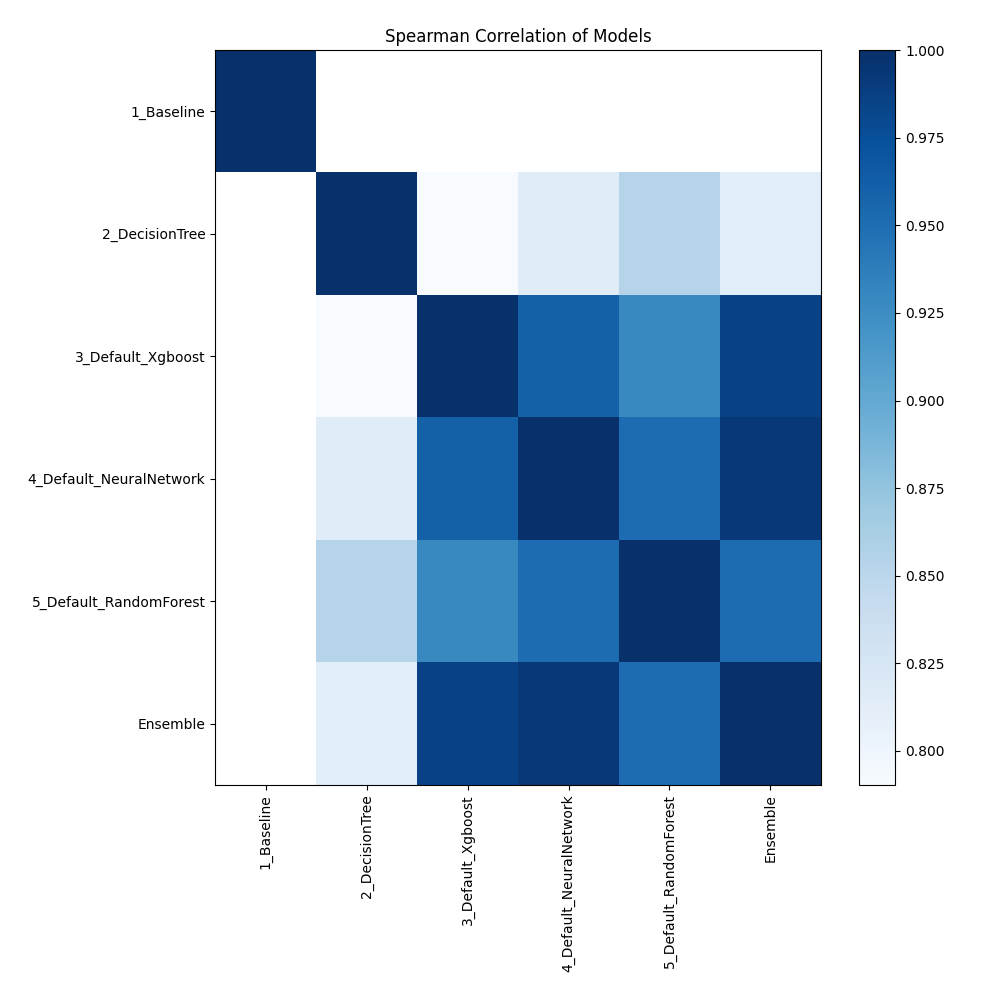 Spearman Correlation of Models
1_Baseline
2_DecisionTree
3_Default_Xgboost
4_Default_NeuralNetwork
5_Default_RandomForest
Ensemble
1_Baseline
2_DecisionTree
3_Default_Xgboost
4_Default_NeuralNetwork
5_Default_RandomForest
Ensemble
1.000
0.975
0.950
0.925
0.900
0.875
0.850
0.825
0.800